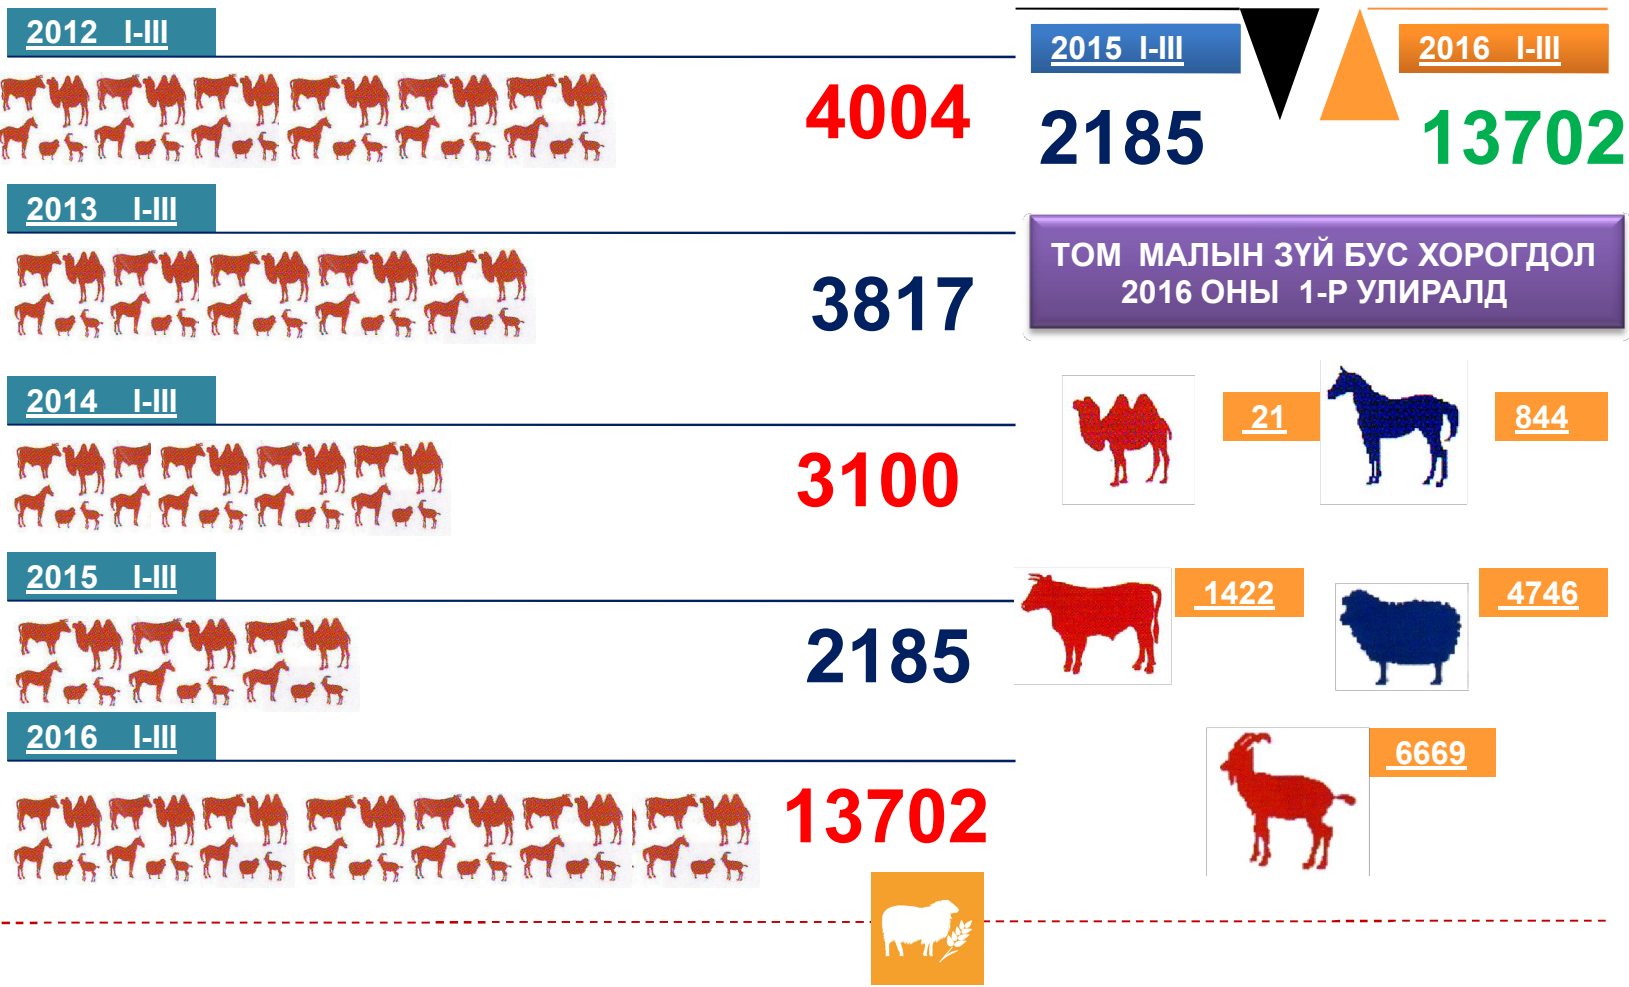 2012 I-III
4004
2013 I-III
3817
2014 I-III
3100
2015 I-III
2185
2016 I-III
13702
2015 I-III
2016 I-III
2185
13702
ТОМ МАЛЫН ЗҮЙ БУС ХОРОГДОЛ
2016 ОНЫ 1-Р УЛИРАЛД
21
844
1422
4746
6669